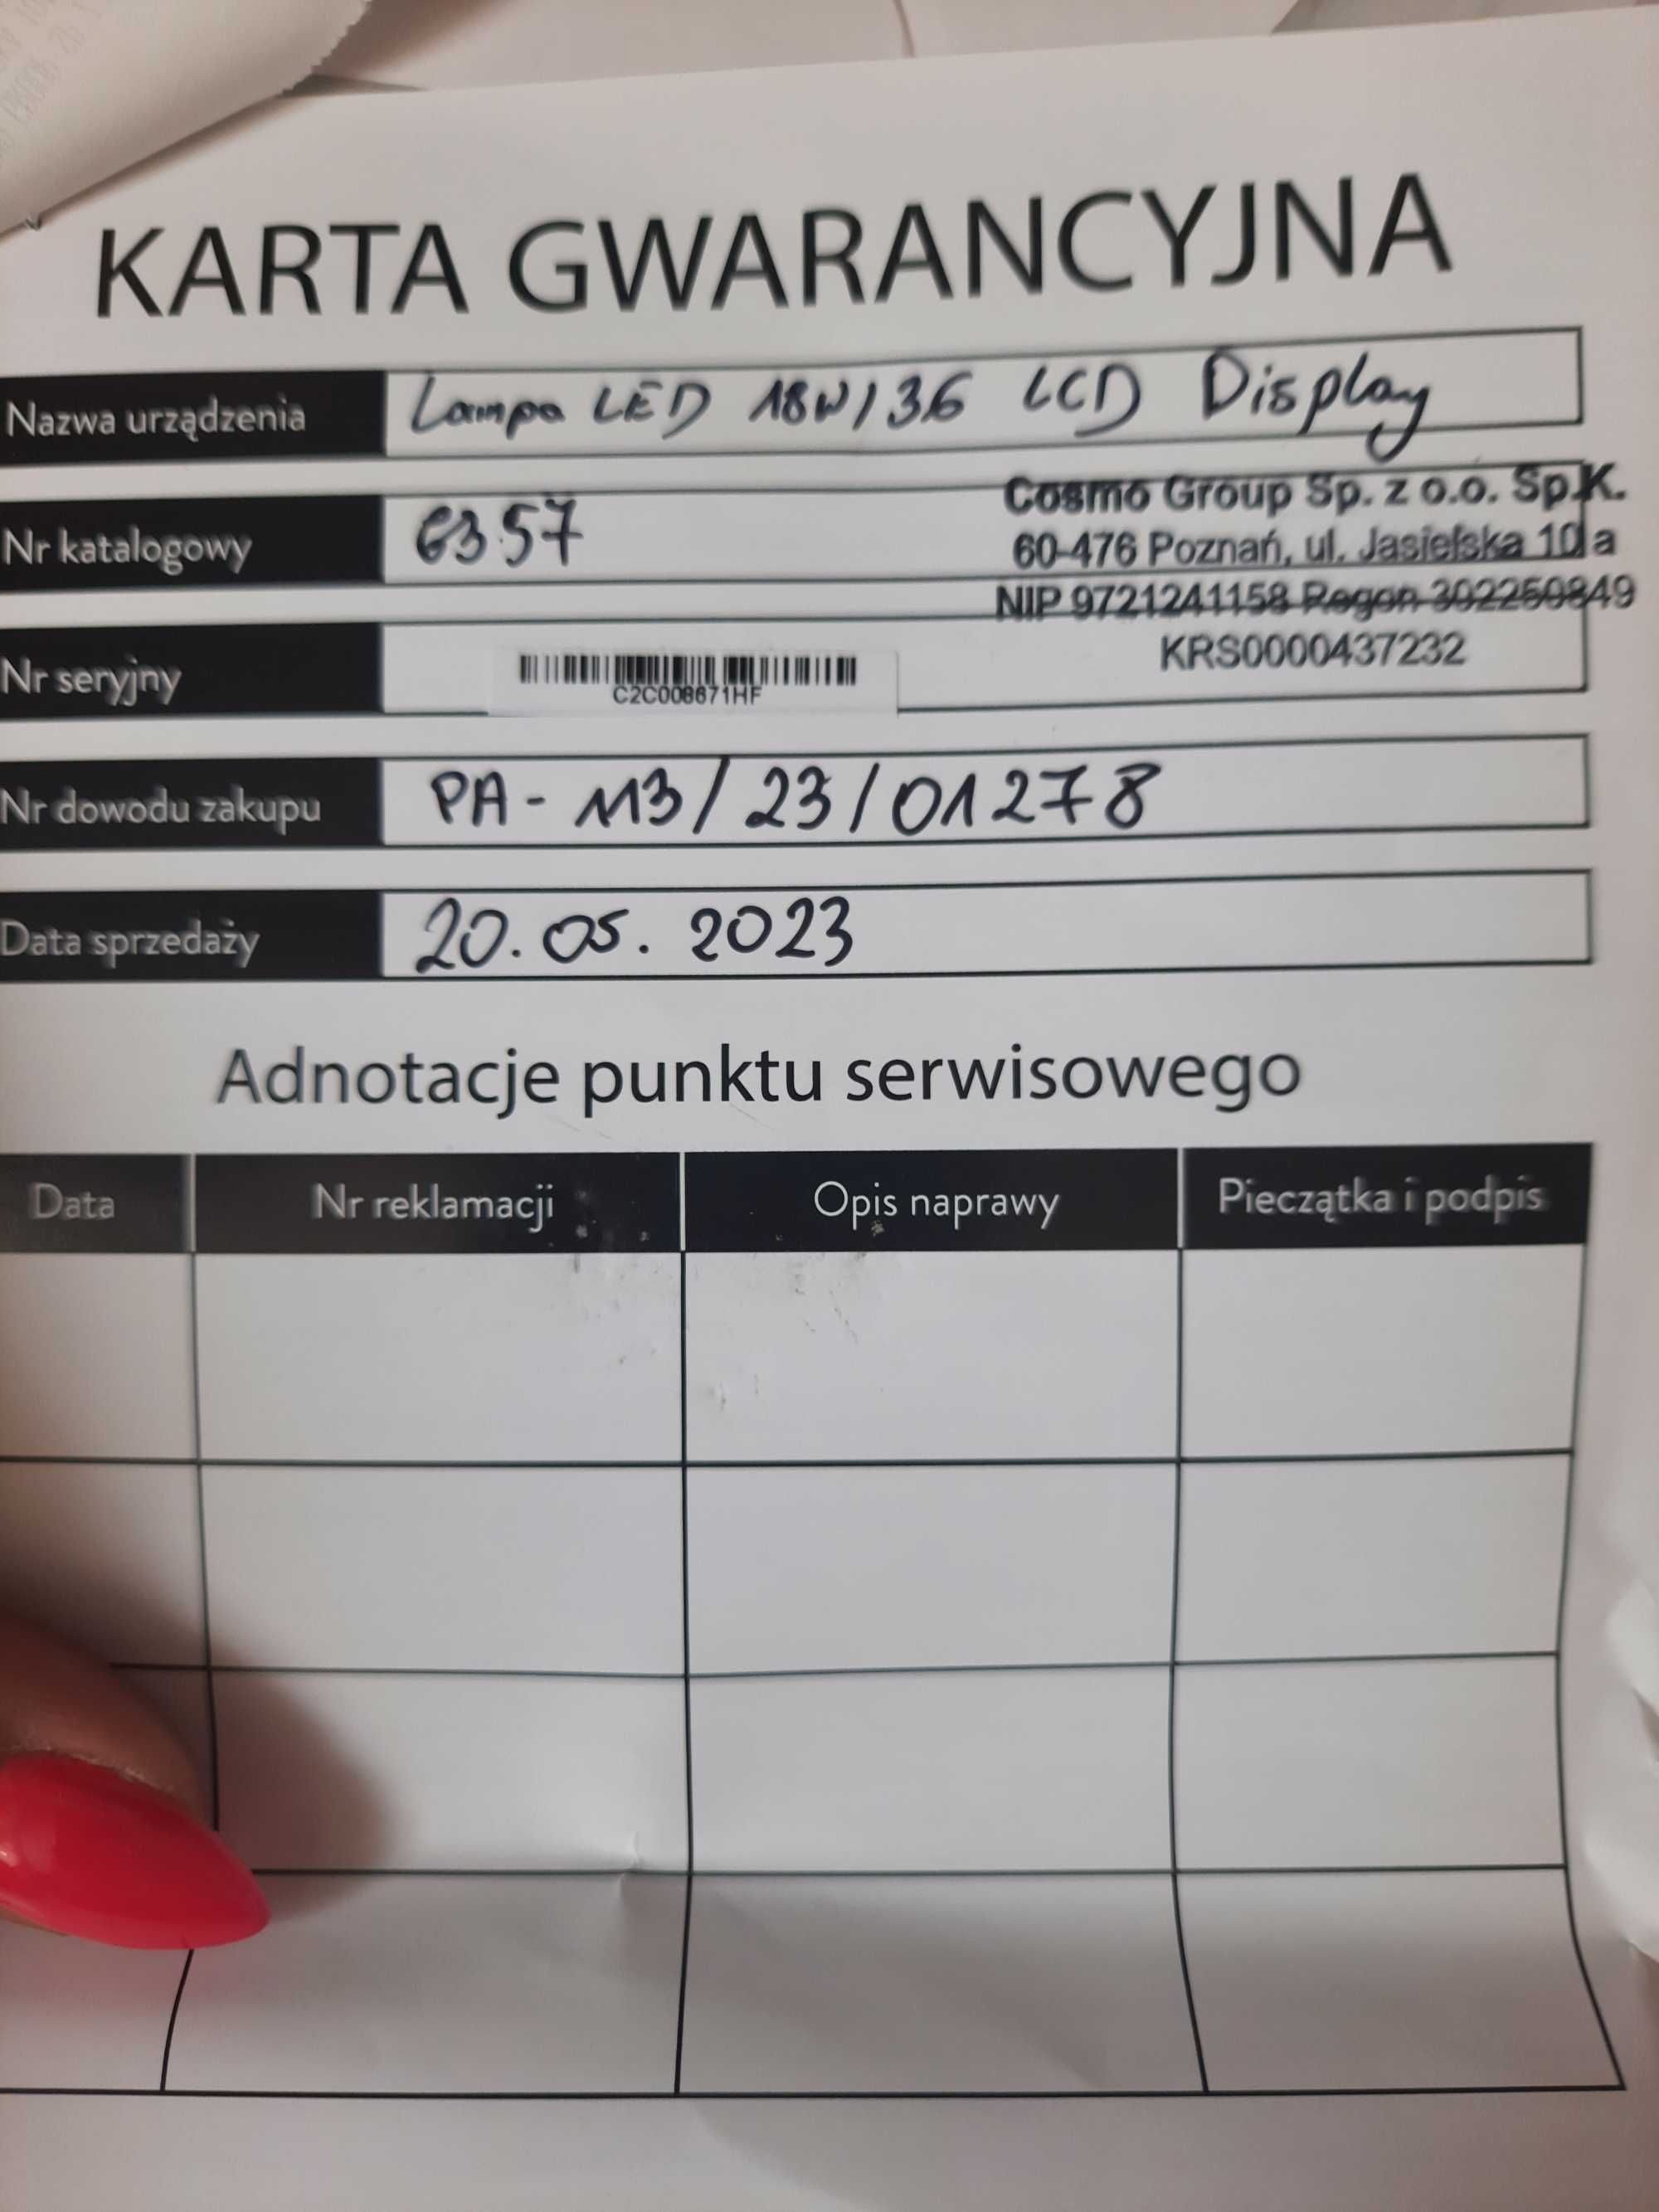 KARTA GWARANCYJNA
Nazwa urządzenia Lampa LED 18W/36 LCD Display
Cosmo Group Sp. z o.o. Sp.K.
Nr katalogowy 6357
60-476 Poznań, ul. Jasielska 10 a
NIP 9721241158 Regon 302250849
KRS0000437232
Nr seryjny C2C008671HF
Nr dowodu zakupu PA-M3/23/01278
Data sprzedaży 20.05.2023
Adnotacje punktu serwisowego
Data Nr reklamacji Opis naprawy Pieczątka i podpis